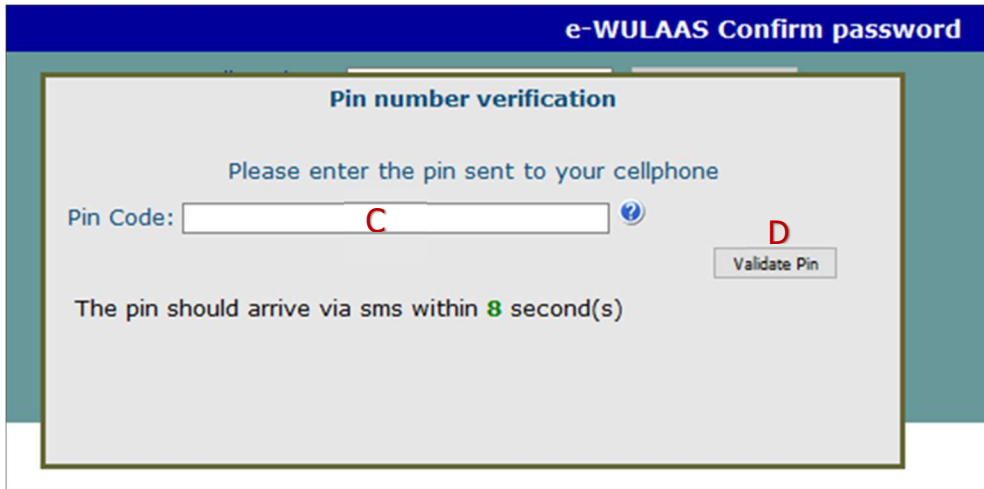 e-WULAAS Confirm password
Pin number verification
Please enter the pin sent to your cellphone
Pin Code: C
D
Validate Pin
The pin should arrive via sms within 8 second(s)